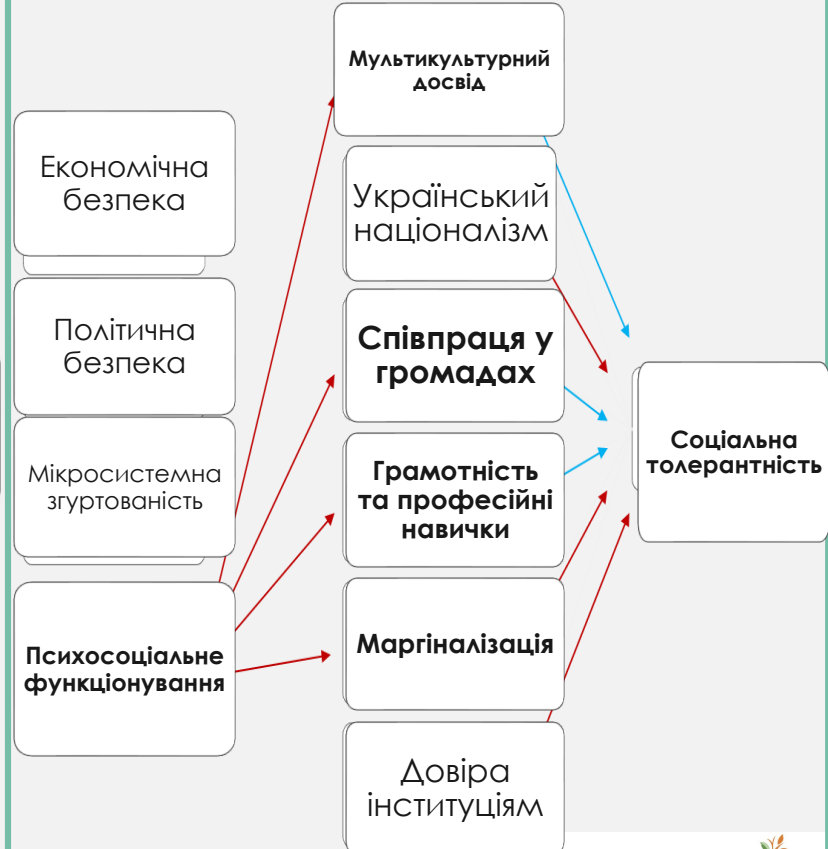 Мультикультурний
досвід
Економічна
безпека
Український
націоналізм
Політична
безпека
Співпраця у
громадах
Соціальна
толерантність
Мікросистемна
згуртованість
Грамотність
та професійні
навички
Психосоціальне
функціонування
Маргіналізація
Довіра
інституціям